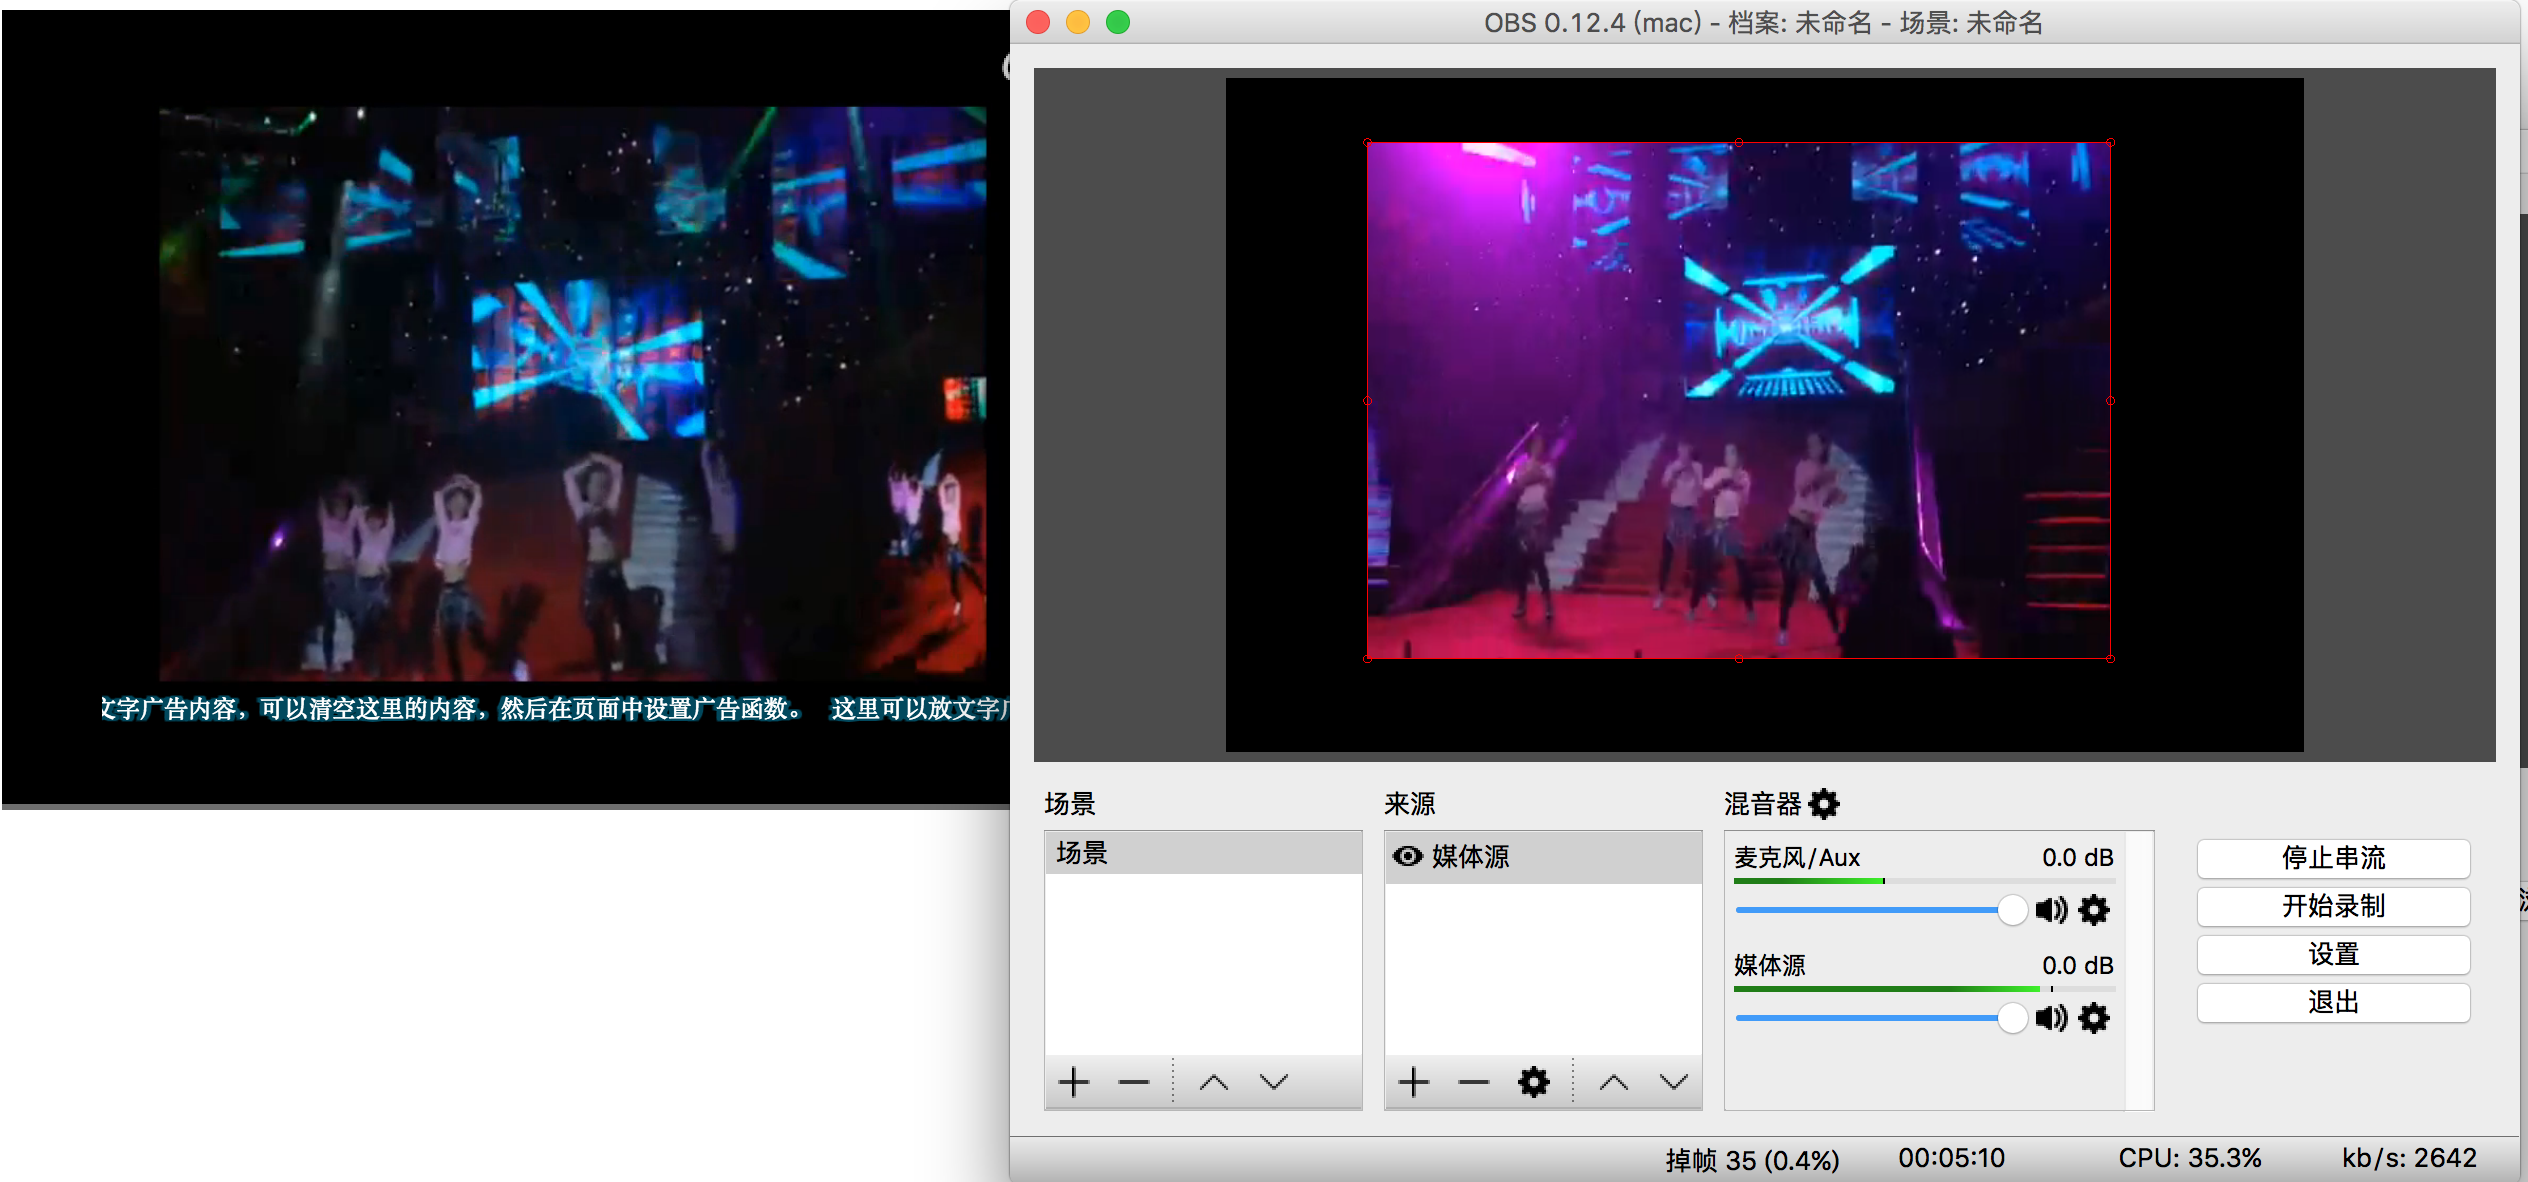 OBS 0.12.4 (mac) - 档案: 未命名 - 场景: 未命名
文字广告内容，可以清空这里的内容，然后在页面中设置广告函数。 这里可以放文字
场景
场景
来源
媒体源
混音器
麦克风/Aux 0.0 dB
媒体源 0.0 dB
停止串流
开始录制
设置
退出
掉帧 35 (0.4%) 00:05:10 CPU: 35.3% kb/s: 2642